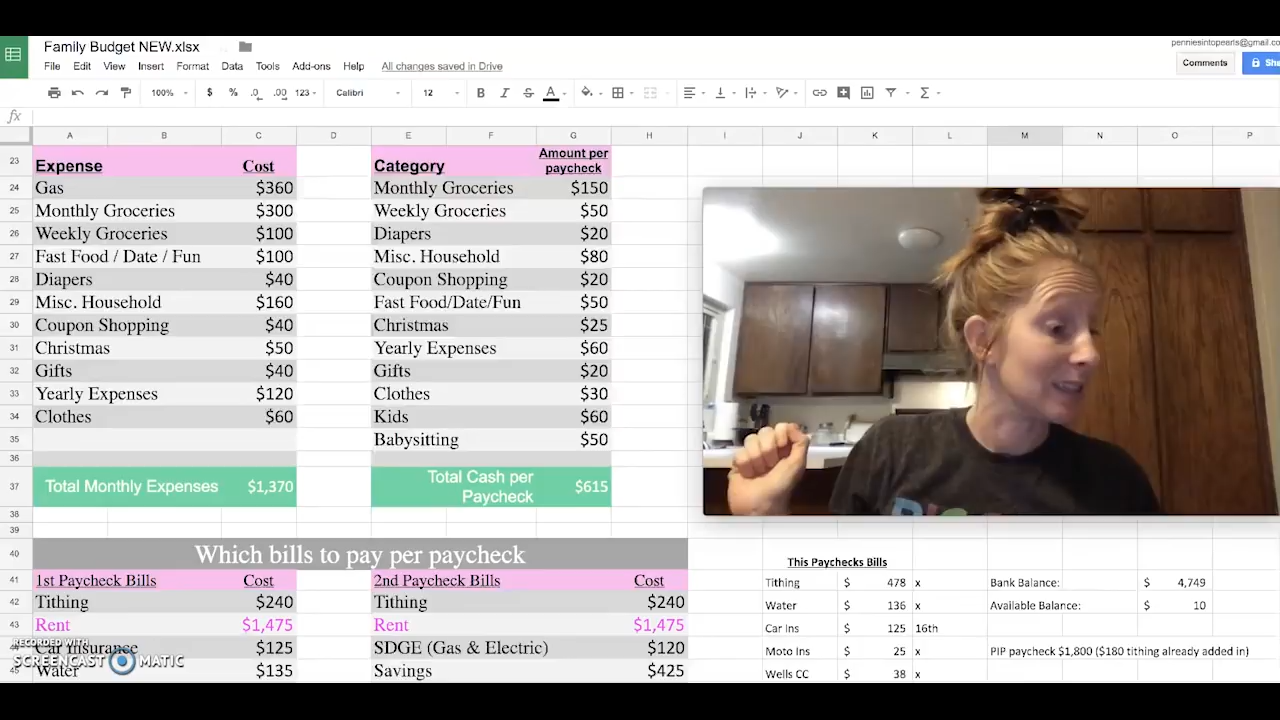 Family Budget NEW.xlsx
penniesintopearls@gmail.co
File Edit View Insert Format Data Tools Add-ons Help All changes saved in Drive
Comments Sha
100% $ % .0 .00 123 Calibri 12 B I S A Σ
fx
A B C D E F G H I J K L M N O P
23 Expense Cost Category Amount per paycheck
24 Gas $360 Monthly Groceries $150
25 Monthly Groceries $300 Weekly Groceries $50
26 Weekly Groceries $100 Diapers $20
27 Fast Food / Date / Fun $100 Misc. Household $80
28 Diapers $40 Coupon Shopping $20
29 Misc. Household $160 Fast Food/Date/Fun $50
30 Coupon Shopping $40 Christmas $25
31 Christmas $50 Yearly Expenses $60
32 Gifts $40 Gifts $20
33 Yearly Expenses $120 Clothes $30
34 Clothes $60 Kids $60
35 Babysitting $50
36
37 Total Monthly Expenses $1,370 Total Cash per Paycheck $615
38
39
40 Which bills to pay per paycheck This Paychecks Bills
41 1st Paycheck Bills Cost 2nd Paycheck Bills Cost Tithing $ 478 x Bank Balance: $ 4,749
42 Tithing $240 Tithing $240 Water $ 136 x Available Balance: $ 10
43 Rent $1,475 Rent $1,475 Car Ins $ 125 16th
44 Car Insurance $125 SDGE (Gas & Electric) $120 Moto Ins $ 25 x PIP paycheck $1,800 ($180 tithing already added in)
45 Water $135 Savings $425 Wells CC $ 38 x
RECORDED WITH
SCREENCAST MATIC